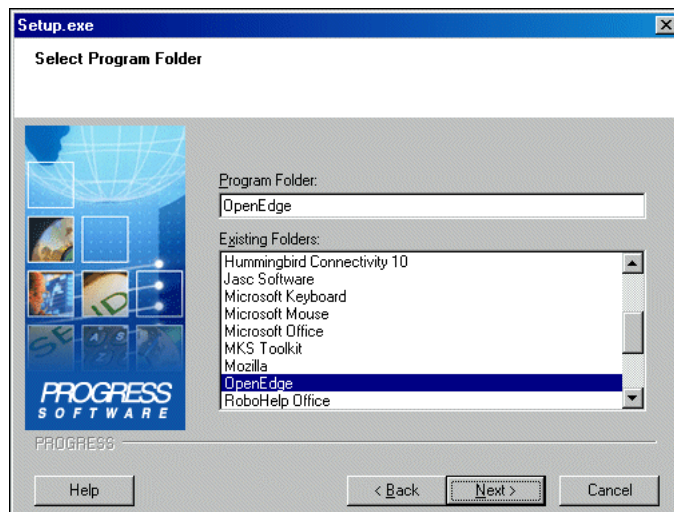 Setup.exe
Select Program Folder
Program Folder:
OpenEdge
Existing Folders:
Hummingbird Connectivity 10
Jasc Software
Microsoft Keyboard
Microsoft Mouse
Microsoft Office
MKS Toolkit
Mozilla
OpenEdge
RoboHelp Office
PROGRESS
SOFTWARE
PROGRESS
Help
< Back
Next >
Cancel